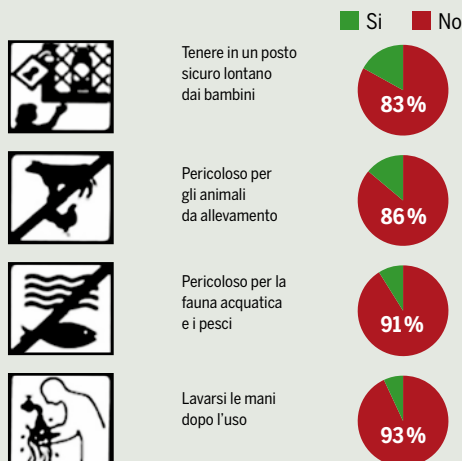 Si No
Tenere in un posto
sicuro lontano
dai bambini
83%
Pericoloso per
gli animali
da allevamento
86%
Pericoloso per la
fauna acquatica
e i pesci
91%
Lavarsi le mani
dopo l'uso
93%